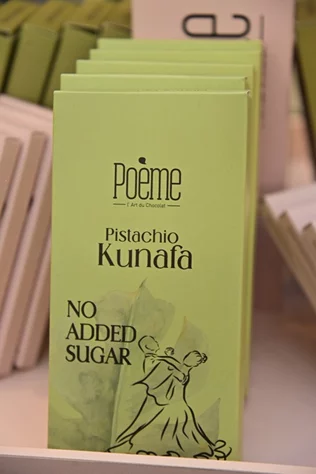 Poème
L'Art du Chocolat
Pistachio
Kunafa
NO
ADDED
SUGAR